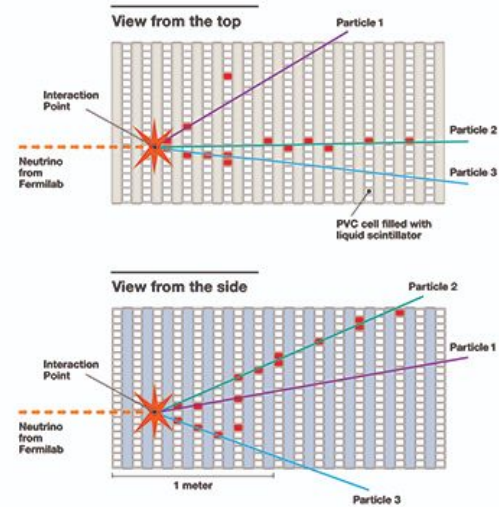 View from the top
Particle 1
Interaction
Point
Particle 2
Neutrino
from
Fermilab
Particle 3
PVC cell filled with
liquid scintillator
View from the side
Particle 2
Interaction
Point
Particle 1
Neutrino
from
Fermilab
1 meter
Particle 3